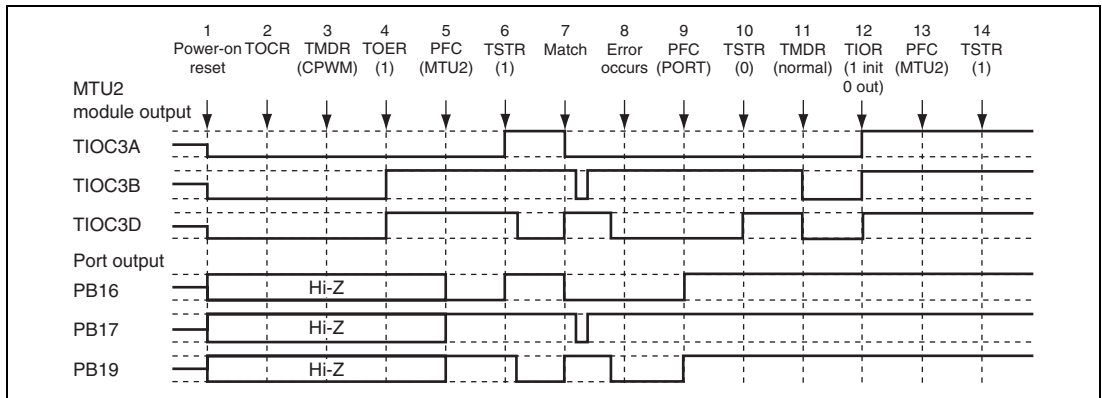 1 2 3 4 5 6 7 8 9 10 11 12 13 14
Power-on TOCR TMDR TOER PFC TSTR Match Error PFC TSTR TMDR TIOR PFC TSTR
reset (CPWM) (1) (MTU2) (1) occurs (PORT) (0) (normal) (1 init (MTU2) (1)
0 out)
MTU2
module output
TIOC3A
TIOC3B
TIOC3D
Port output
PB16 Hi-Z
PB17 Hi-Z
PB19 Hi-Z